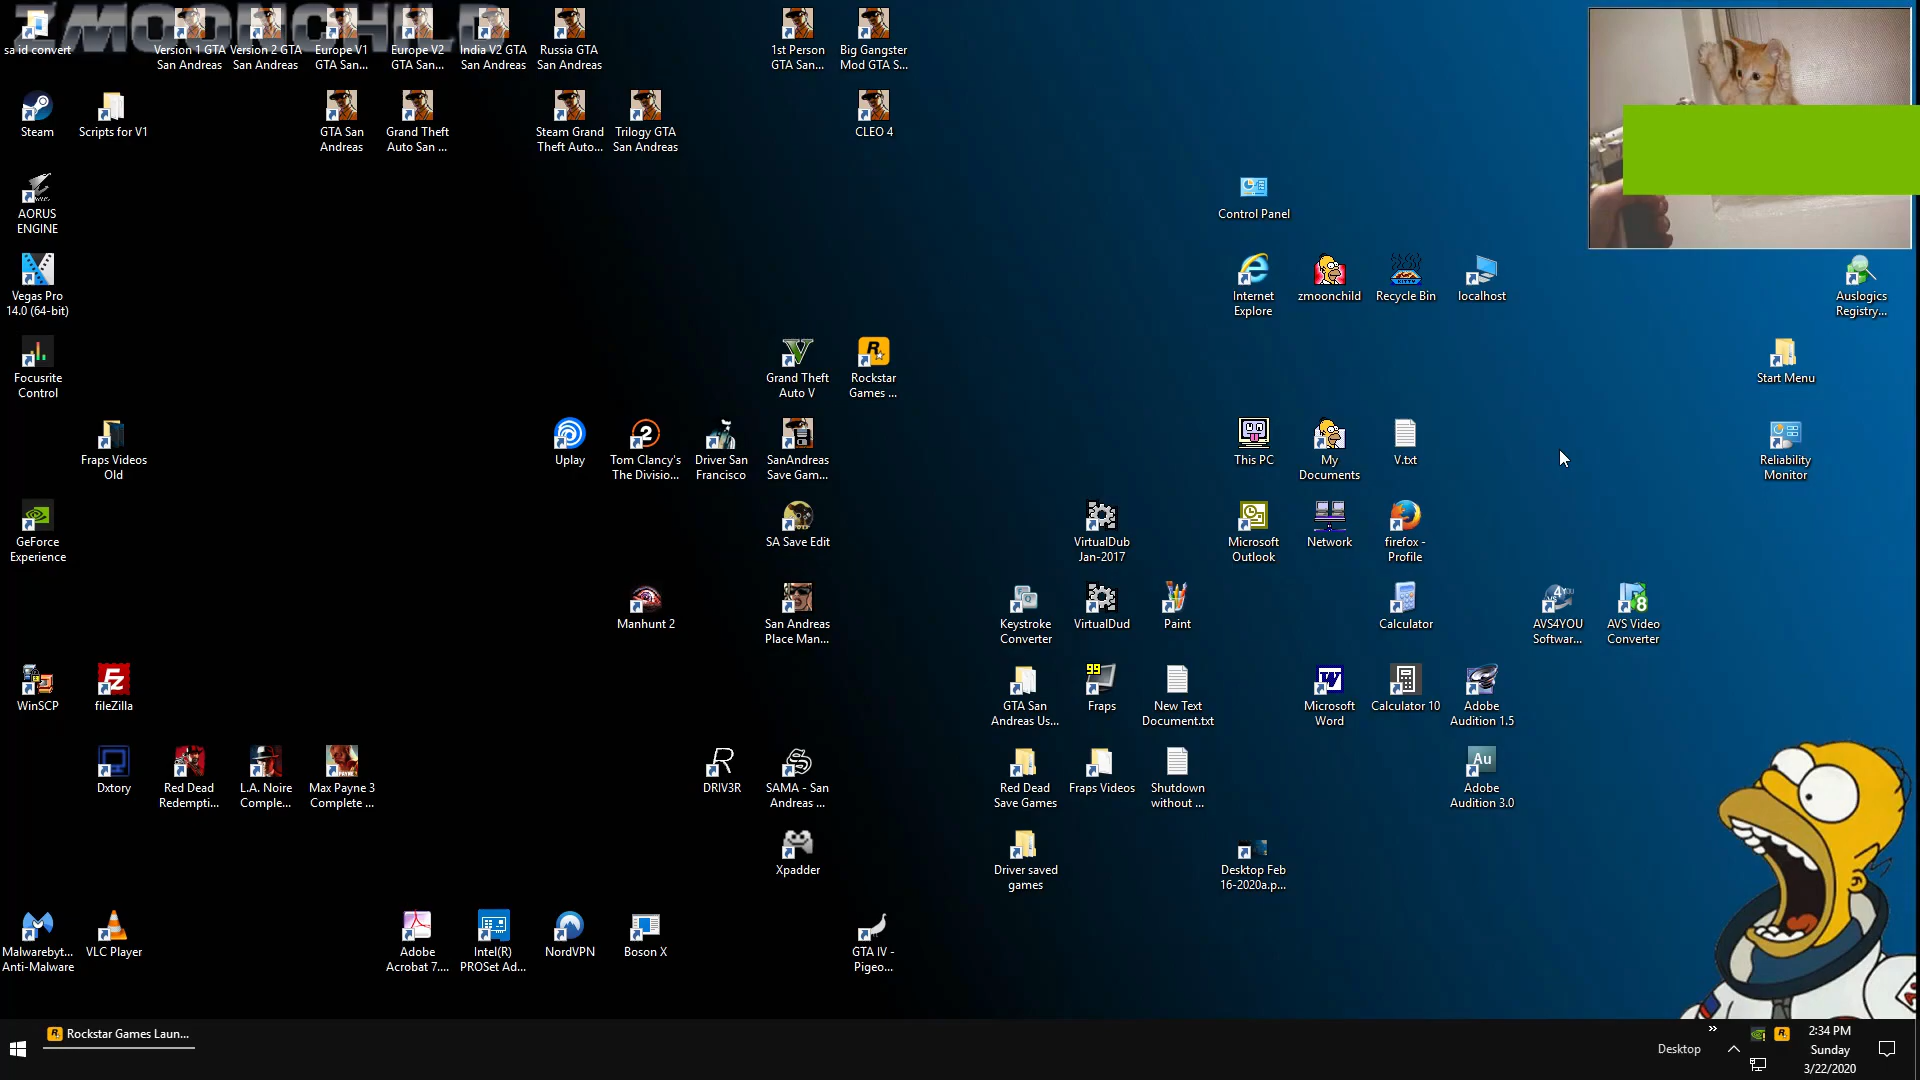 ZMOONCHILD
sa id convert
Version 1 GTA
San Andreas
Version 2 GTA
San Andreas
Europe V1
GTA San...
Europe V2
GTA San...
India V2 GTA
San Andreas
Russia GTA
San Andreas
1st Person
GTA San...
Big Gangster
Mod GTA S...
Steam
Scripts for V1
GTA San
Andreas
Grand Theft
Auto San ...
Steam Grand
Theft Auto...
Trilogy GTA
San Andreas
CLEO 4
AORUS
ENGINE
Control Panel
Vegas Pro
14.0 (64-bit)
Internet
Explore
zmoonchild
Recycle Bin
localhost
Auslogics
Registry...
Focusrite
Control
Grand Theft
Auto V
Rockstar
Games ...
Start Menu
Fraps Videos
Old
Uplay
Tom Clancy's
The Divisio...
Driver San
Francisco
SanAndreas
Save Gam...
This PC
My
Documents
V.txt
Reliability
Monitor
GeForce
Experience
SA Save Edit
VirtualDub
Jan-2017
Microsoft
Outlook
Network
firefox -
Profile
Manhunt 2
San Andreas
Place Man...
Keystroke
Converter
VirtualDud
Paint
Calculator
AVS4YOU
Softwar...
AVS Video
Converter
WinSCP
fileZilla
GTA San
Andreas Us...
99
Fraps
New Text
Document.txt
Microsoft
Word
Calculator 10
Adobe
Audition 1.5
Dxtory
Red Dead
Redempti...
L.A. Noire
Comple...
Max Payne 3
Complete ...
DRIV3R
SAMA - San
Andreas ...
Red Dead
Save Games
Fraps Videos
Shutdown
without ...
Au
Adobe
Audition 3.0
Xpadder
Driver saved
games
Desktop Feb
16-2020a.p...
Malwarebyt...
Anti-Malware
VLC Player
Adobe
Acrobat 7....
Intel(R)
PROSet Ad...
NordVPN
Boson X
GTA IV -
Pigeo...
Rockstar Games Laun...
Desktop
2:34 PM
Sunday
3/22/2020